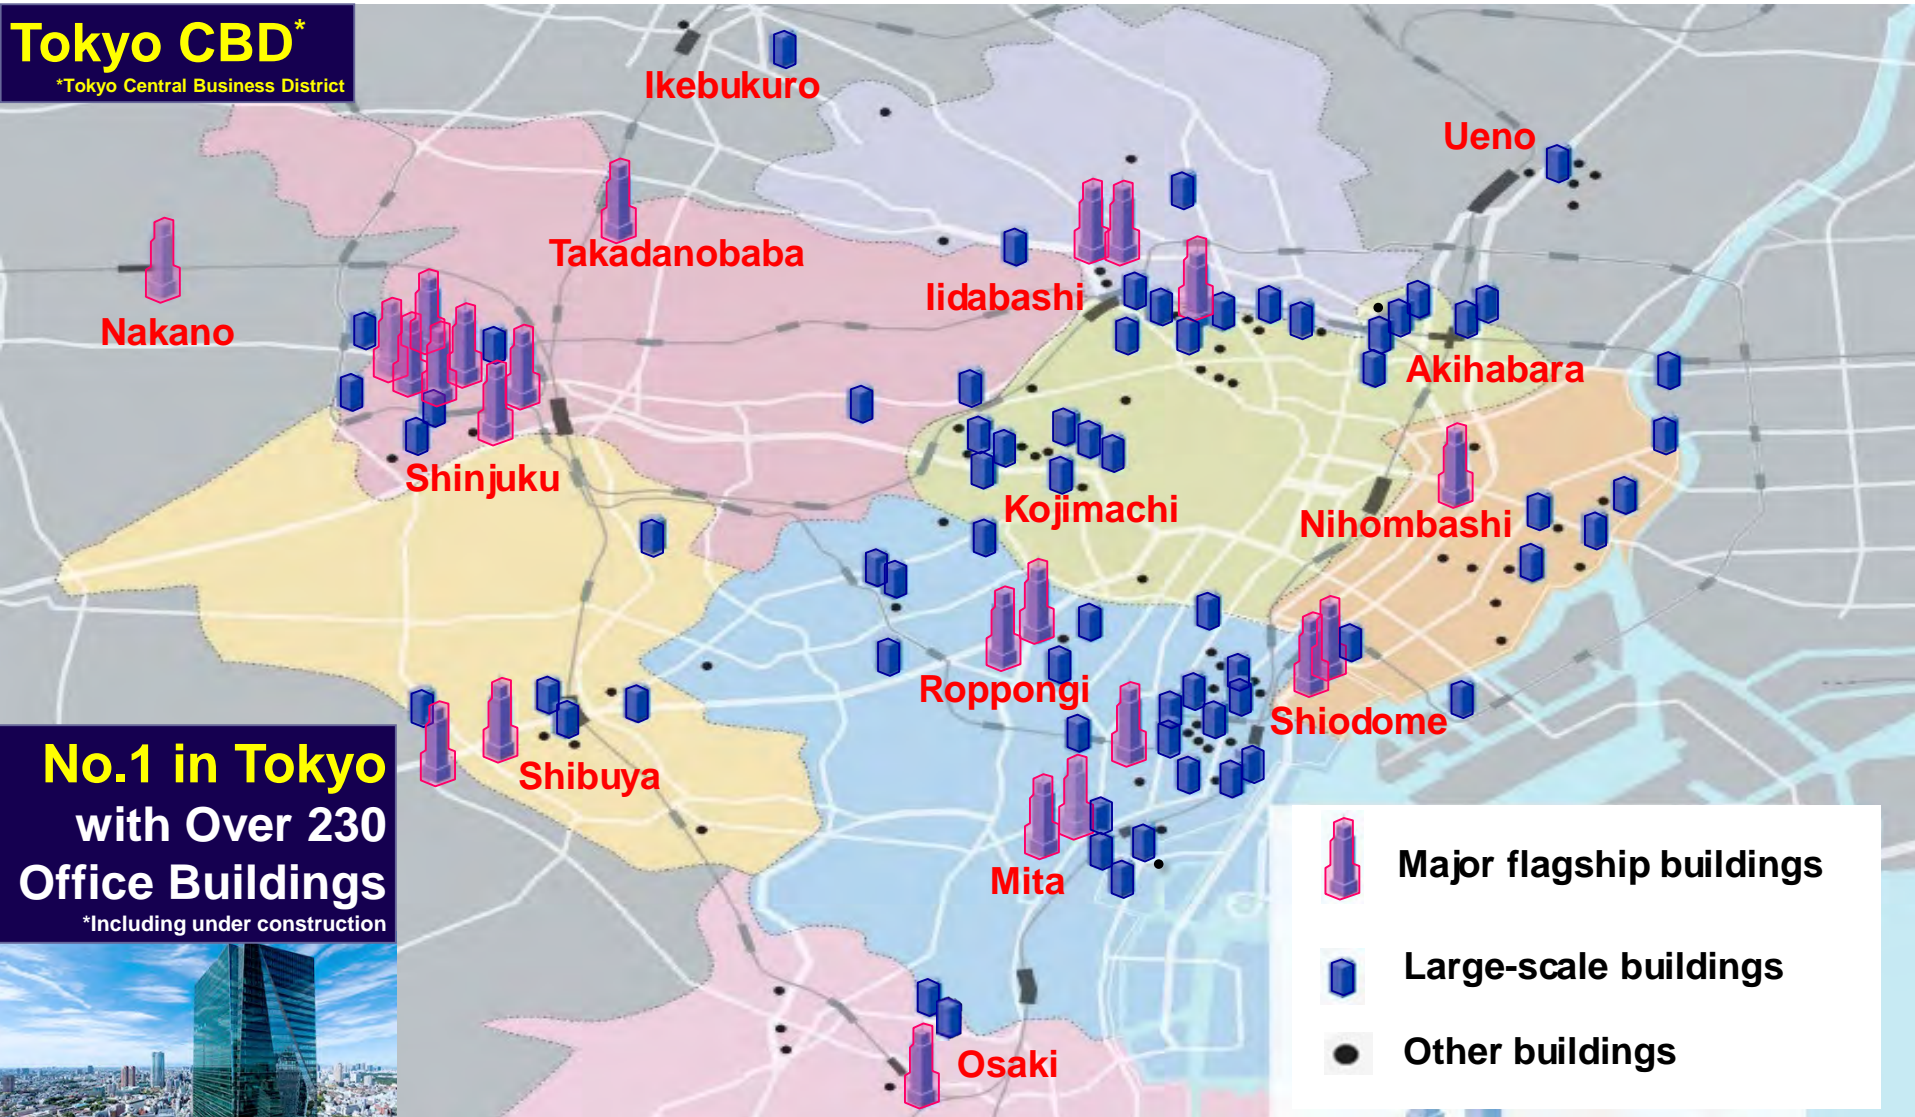 Tokyo CBD*
*Tokyo Central Business District
Ikebukuro
Ueno
Takadanobaba
Iidabashi
Nakano
Akihabara
Shinjuku
Kojimachi
Nihombashi
Roppongi
Shiodome
Shibuya
Mita
Osaki
No.1 in Tokyo
with Over 230
Office Buildings
*Including under construction
Major flagship buildings
Large-scale buildings
Other buildings